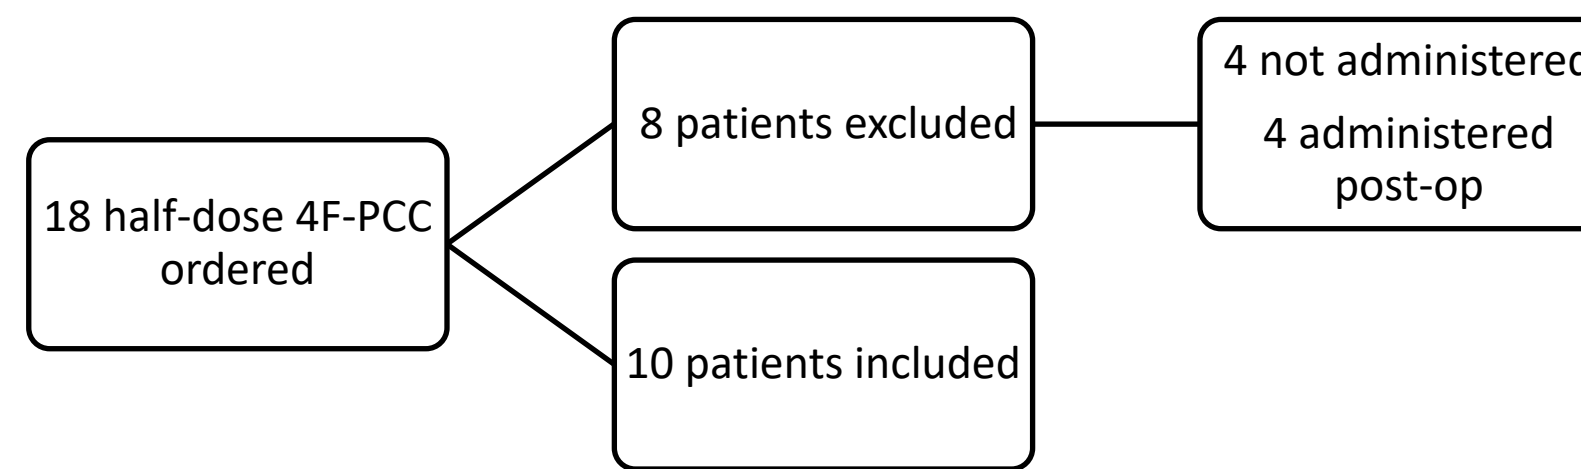 18 half-dose 4F-PCC
ordered
8 patients excluded
4 not administered
4 administered
post-op
10 patients included